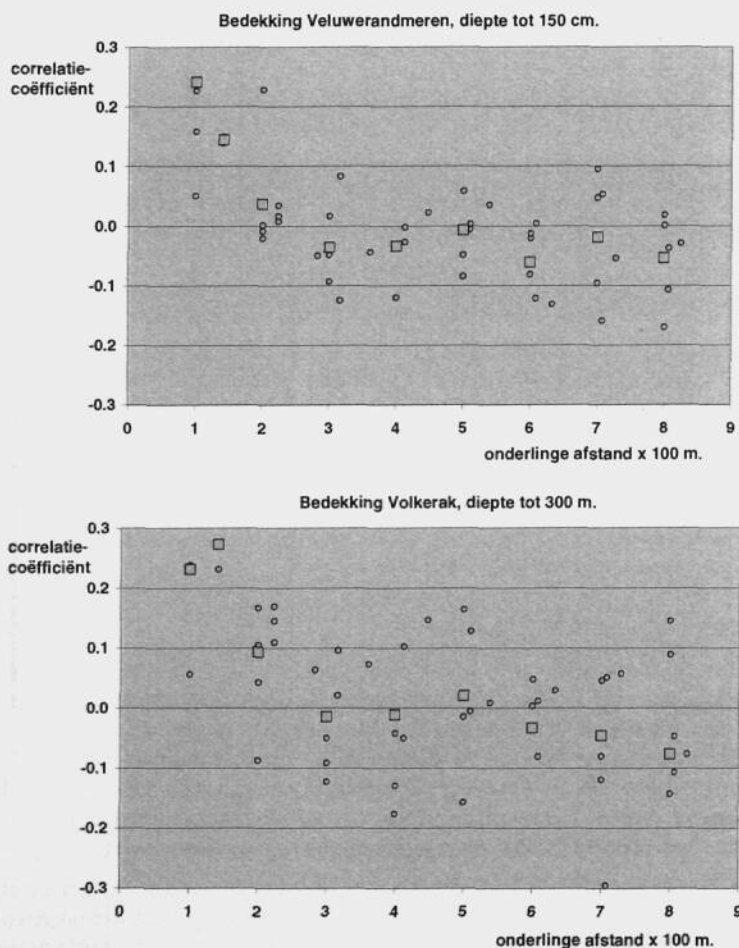 Bedekking Veluwerandmeren, diepte tot 150 cm.
correlatie-
coëfficiënt
0.3
0.2
0.1
0.0
-0.1
-0.2
-0.3
0 1 2 3 4 5 6 7 8 9
onderlinge afstand x 100 m.
Bedekking Volkerak, diepte tot 300 m.
correlatie-
coëfficiënt
0.3
0.2
0.1
0.0
-0.1
-0.2
-0.3
0 1 2 3 4 5 6 7 8 9
onderlinge afstand x 100 m.